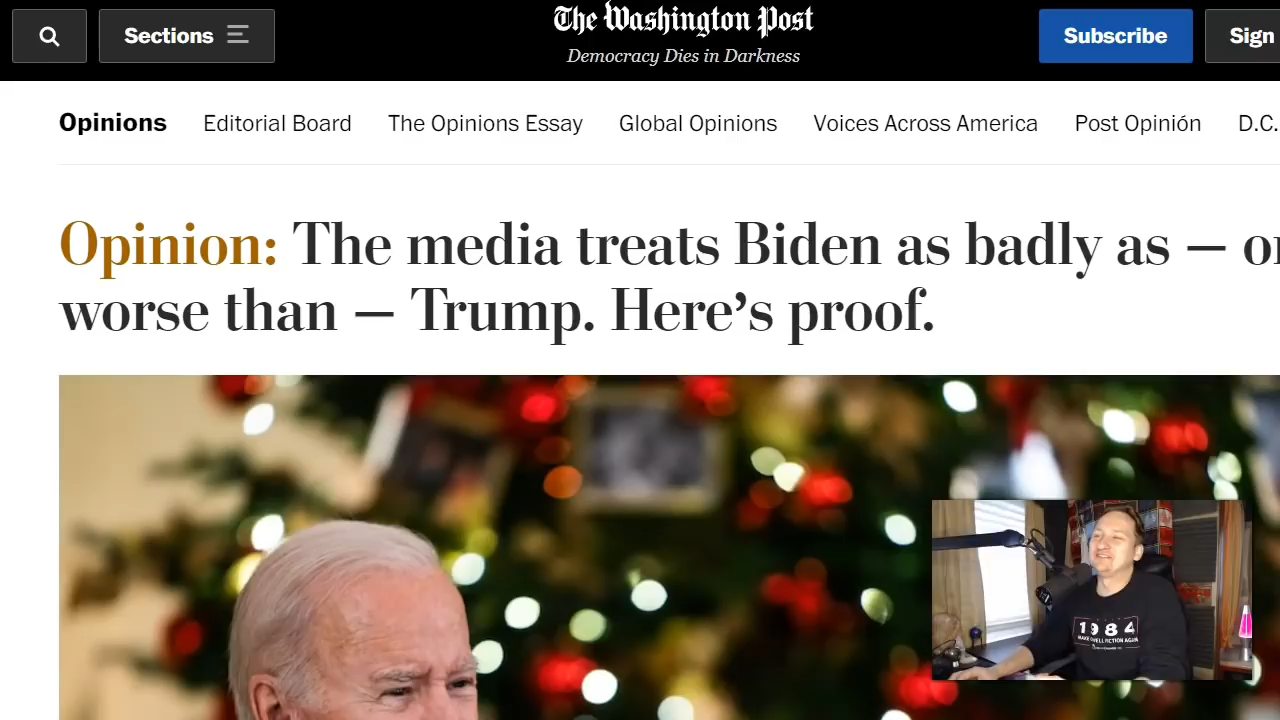 The Washington Post
Democracy Dies in Darkness
Sections
Subscribe
Sign
Opinions Editorial Board The Opinions Essay Global Opinions Voices Across America Post Opinión D.C.
Opinion: The media treats Biden as badly as — or
worse than — Trump. Here’s proof.
1984
FICTION AGAIN